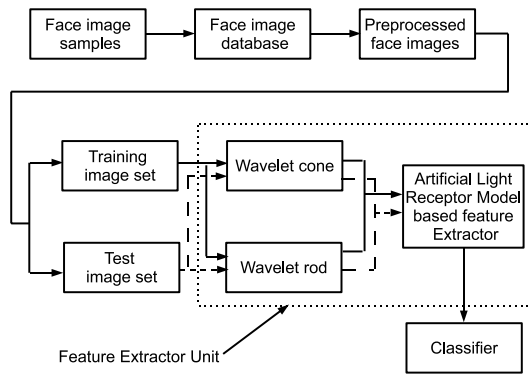 Face image
samples
Face image
database
Preprocessed
face images
Training
image set
Wavelet cone
Artificial Light
Receptor Model
based feature
Extractor
Test
image set
Wavelet rod
Feature Extractor Unit
Classifier